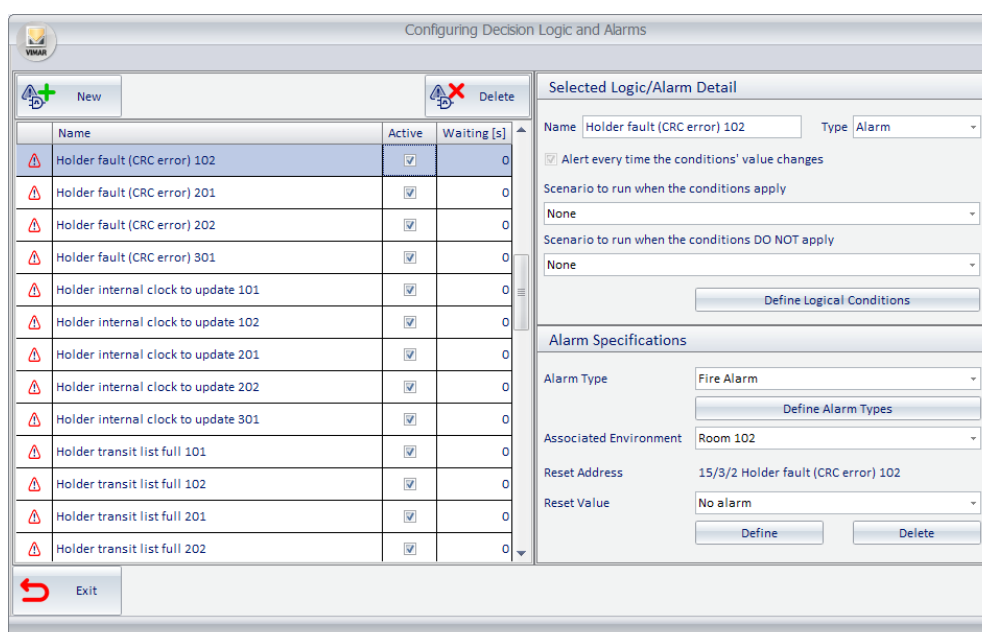 Configuring Decision Logic and Alarms
VIMAR
New
Delete
Name Active Waiting [s]
Holder fault (CRC error) 102 0
Holder fault (CRC error) 201 0
Holder fault (CRC error) 202 0
Holder fault (CRC error) 301 0
Holder internal clock to update 101 0
Holder internal clock to update 102 0
Holder internal clock to update 201 0
Holder internal clock to update 202 0
Holder internal clock to update 301 0
Holder transit list full 101 0
Holder transit list full 102 0
Holder transit list full 201 0
Holder transit list full 202 0
Exit
Selected Logic/Alarm Detail
Name Holder fault (CRC error) 102 Type Alarm
Alert every time the conditions' value changes
Scenario to run when the conditions apply
None
Scenario to run when the conditions DO NOT apply
None
Define Logical Conditions
Alarm Specifications
Alarm Type Fire Alarm
Define Alarm Types
Associated Environment Room 102
Reset Address 15/3/2 Holder fault (CRC error) 102
Reset Value No alarm
Define Delete